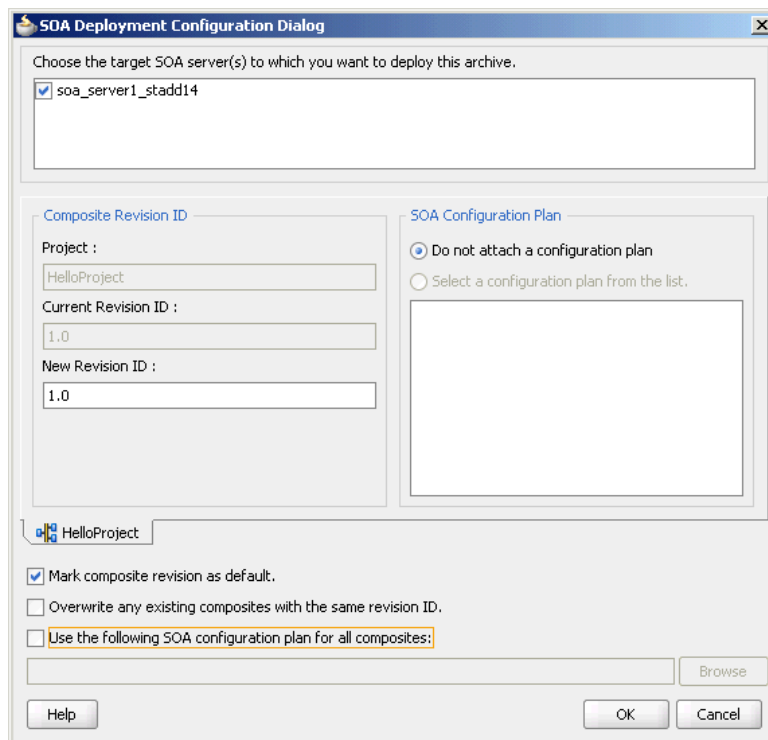 SOA Deployment Configuration Dialog
Choose the target SOA server(s) to which you want to deploy this archive.
soa_server1_stadd14
Composite Revision ID
Project :
HelloProject
Current Revision ID :
1.0
New Revision ID :
1.0
SOA Configuration Plan
Do not attach a configuration plan
Select a configuration plan from the list.
HelloProject
Mark composite revision as default.
Overwrite any existing composites with the same revision ID.
Use the following SOA configuration plan for all composites:
Browse
Help
OK
Cancel